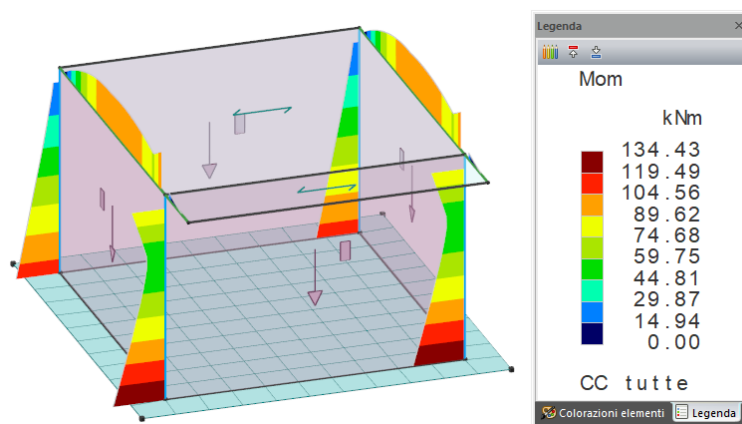 Legenda
Mom
kNm
134.43
119.49
104.56
89.62
74.68
59.75
44.81
29.87
14.94
0.00
CC tutte
Colorazioni elementi Legenda